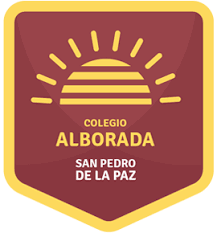 COLEGIO
ALBORADA
SAN PEDRO
DE LA PAZ